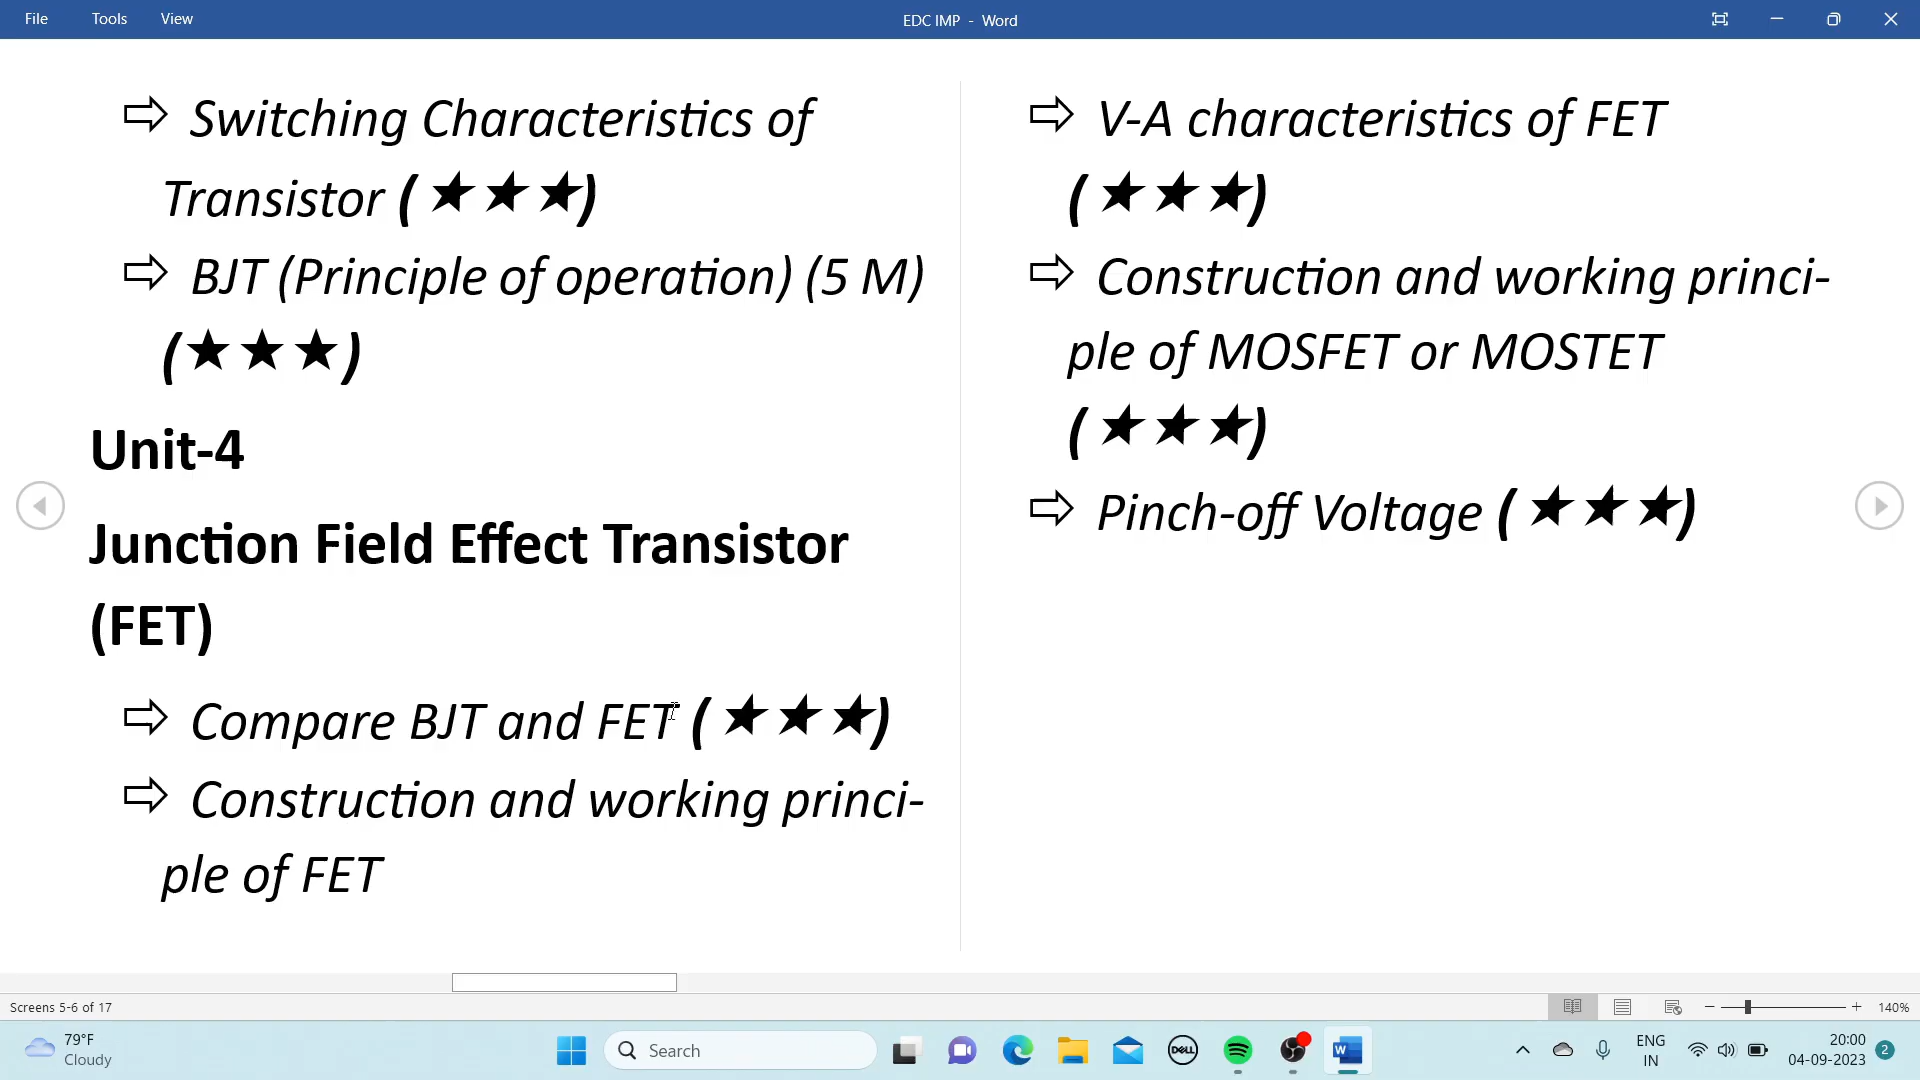 File Tools View EDC IMP - Word
⇨ Switching Characteristics of
Transistor (★★★)
⇨ BJT (Principle of operation) (5 M)
(★★★)
Unit-4
Junction Field Effect Transistor
(FET)
⇨ Compare BJT and FET (★★★)
⇨ Construction and working princi-
ple of FET
⇨ V-A characteristics of FET
(★★★)
⇨ Construction and working princi-
ple of MOSFET or MOSTET
(★★★)
⇨ Pinch-off Voltage (★★★)
Screens 5-6 of 17
140%
79°F
Cloudy
Search
DELL
W
ENG
IN
20:00
04-09-2023
2